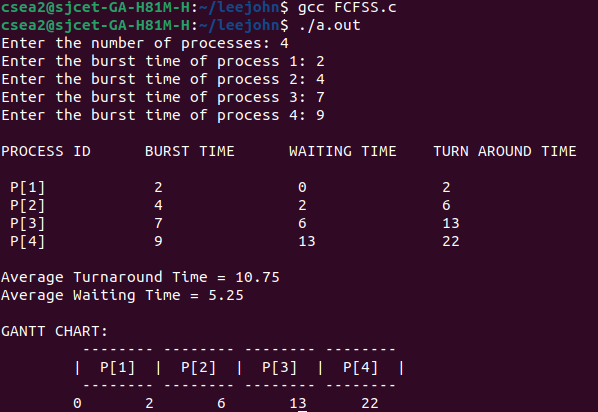 csea2@sjcet-GA-H81M-H:~/leejohn$ gcc FCFSS.c
csea2@sjcet-GA-H81M-H:~/leejohn$ ./a.out
Enter the number of processes: 4
Enter the burst time of process 1: 2
Enter the burst time of process 2: 4
Enter the burst time of process 3: 7
Enter the burst time of process 4: 9
PROCESS ID      BURST TIME      WAITING TIME    TURN AROUND TIME
 P[1]            2               0               2
 P[2]            4               2               6
 P[3]            7               6               13
 P[4]            9               13              22
Average Turnaround Time = 10.75
Average Waiting Time = 5.25
GANTT CHART:
         -------- -------- -------- --------
        |  P[1]  |  P[2]  |  P[3]  |  P[4]  |
         -------- -------- -------- --------
        0       2       6       13      22